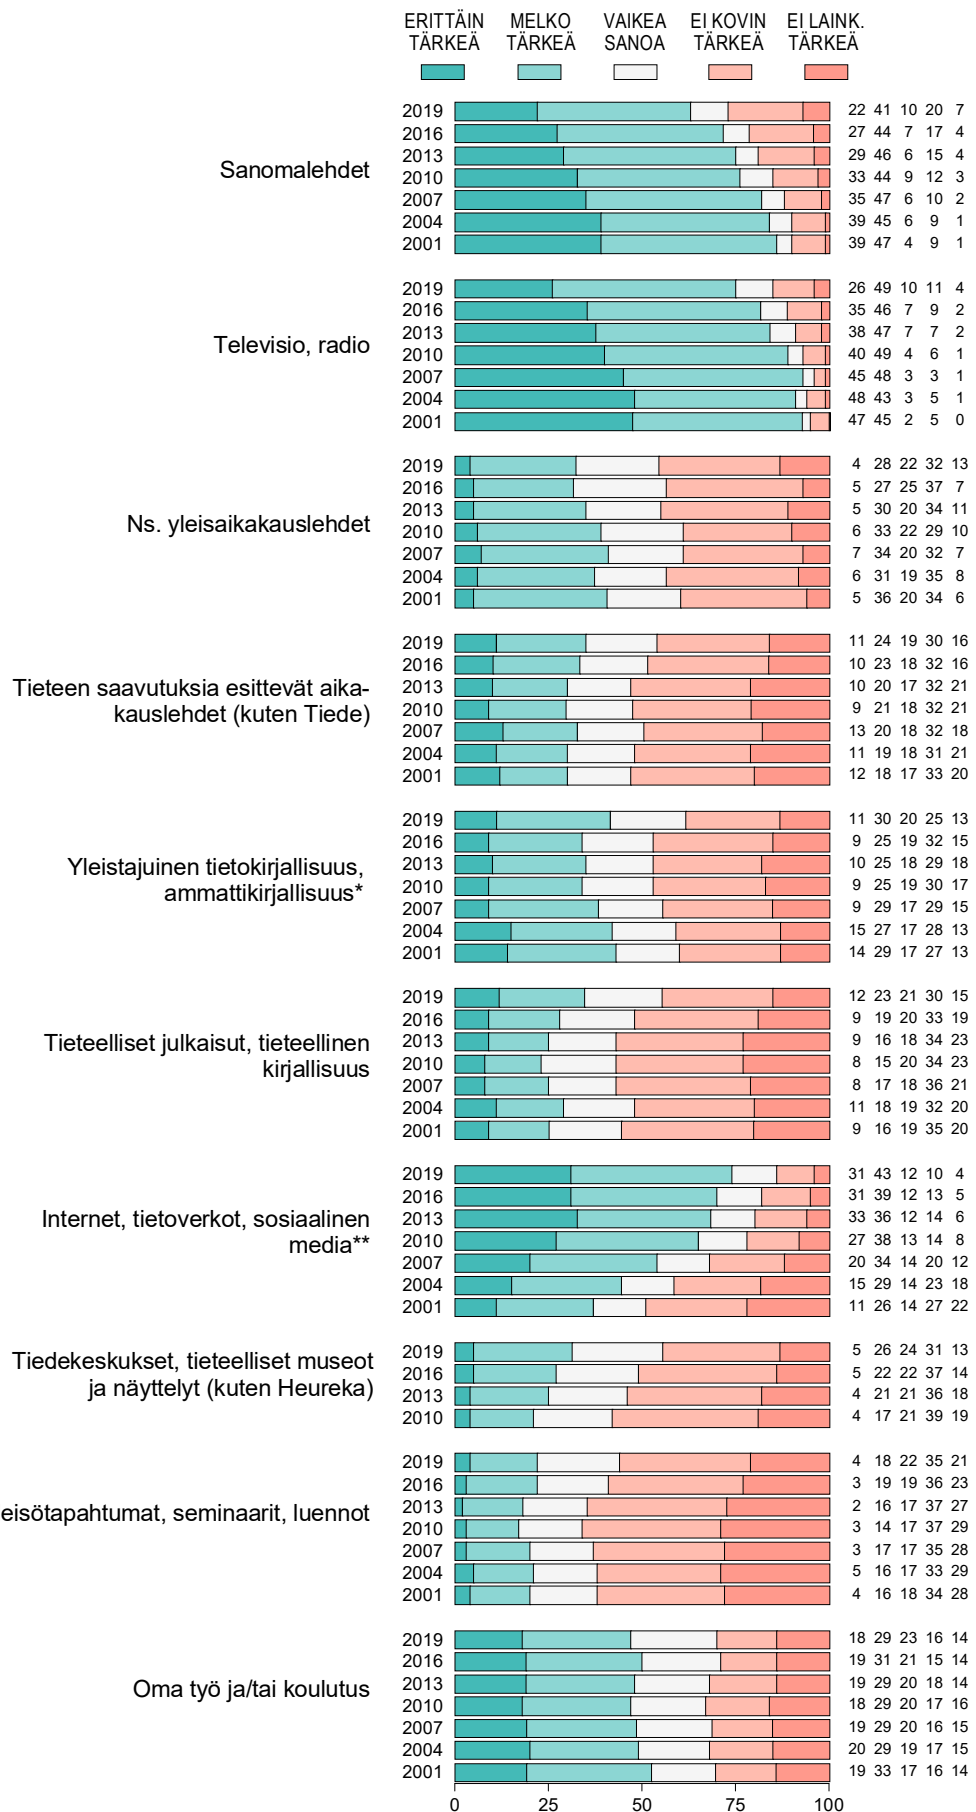 ERITTÄIN TÄRKEÄ
MELKO TÄRKEÄ
VAIKEA SANOA
EI KOVIN TÄRKEÄ
EI LAINK. TÄRKEÄ
Sanomalehdet
2019 22 41 10 20 7
2016 27 44 7 17 4
2013 29 46 6 15 4
2010 33 44 9 12 3
2007 35 47 6 10 2
2004 39 45 6 9 1
2001 39 47 4 9 1
Televisio, radio
2019 26 49 10 11 4
2016 35 46 7 9 2
2013 38 47 7 7 2
2010 40 49 4 6 1
2007 45 48 3 3 1
2004 48 43 3 5 1
2001 47 45 2 5 0
Ns. yleisaikakauslehdet
2019 4 28 22 32 13
2016 5 27 25 37 7
2013 5 30 20 34 11
2010 6 33 22 29 10
2007 7 34 20 32 7
2004 6 31 19 35 8
2001 5 36 20 34 6
Tieteen saavutuksia esittevät aika-
kauslehdet (kuten Tiede)
2019 11 24 19 30 16
2016 10 23 18 32 16
2013 10 20 17 32 21
2010 9 21 18 32 21
2007 13 20 18 32 18
2004 11 19 18 31 21
2001 12 18 17 33 20
Yleistajuinen tietokirjallisuus,
ammattikirjallisuus*
2019 11 30 20 25 13
2016 9 25 19 32 15
2013 10 25 18 29 18
2010 9 25 19 30 17
2007 9 29 17 29 15
2004 15 27 17 28 13
2001 14 29 17 27 13
Tieteelliset julkaisut, tieteellinen
kirjallisuus
2019 12 23 21 30 15
2016 9 19 20 33 19
2013 9 16 18 34 23
2010 8 15 20 34 23
2007 8 17 18 36 21
2004 11 18 19 32 20
2001 9 16 19 35 20
Internet, tietoverkot, sosiaalinen
media**
2019 31 43 12 10 4
2016 31 39 12 13 5
2013 33 36 12 14 6
2010 27 38 13 14 8
2007 20 34 14 20 12
2004 15 29 14 23 18
2001 11 26 14 27 22
Tiedekeskukset, tieteelliset museot
ja näyttelyt (kuten Heureka)
2019 5 26 24 31 13
2016 5 22 22 37 14
2013 4 21 21 36 18
2010 4 17 21 39 19
eisötapahtumat, seminaarit, luennot
2019 4 18 22 35 21
2016 3 19 19 36 23
2013 2 16 17 37 27
2010 3 14 17 37 29
2007 3 17 17 35 28
2004 5 16 17 33 29
2001 4 16 18 34 28
Oma työ ja/tai koulutus
2019 18 29 23 16 14
2016 19 31 21 15 14
2013 19 29 20 18 14
2010 18 29 20 17 16
2007 19 29 20 16 15
2004 20 29 19 17 15
2001 19 33 17 16 14
0 25 50 75 100